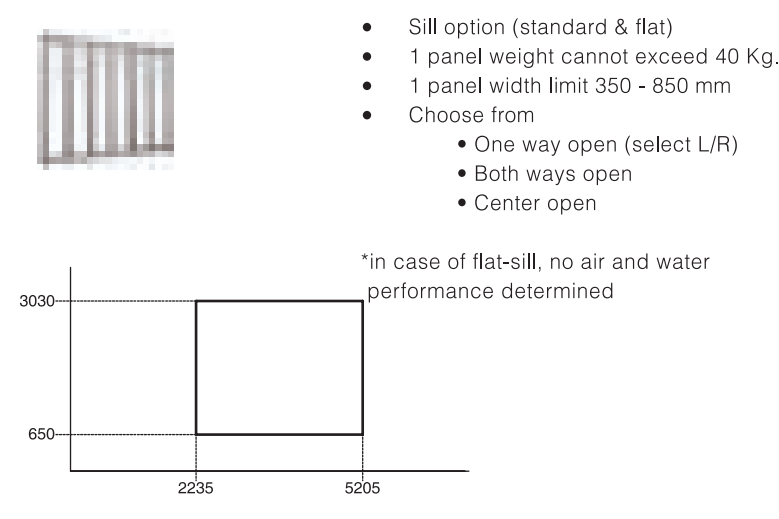 • Sill option (standard & flat)
• 1 panel weight cannot exceed 40 Kg.
• 1 panel width limit 350 - 850 mm
• Choose from
• One way open (select L/R)
• Both ways open
• Center open
*in case of flat-sill, no air and water
performance determined
3030
650
2235 5205